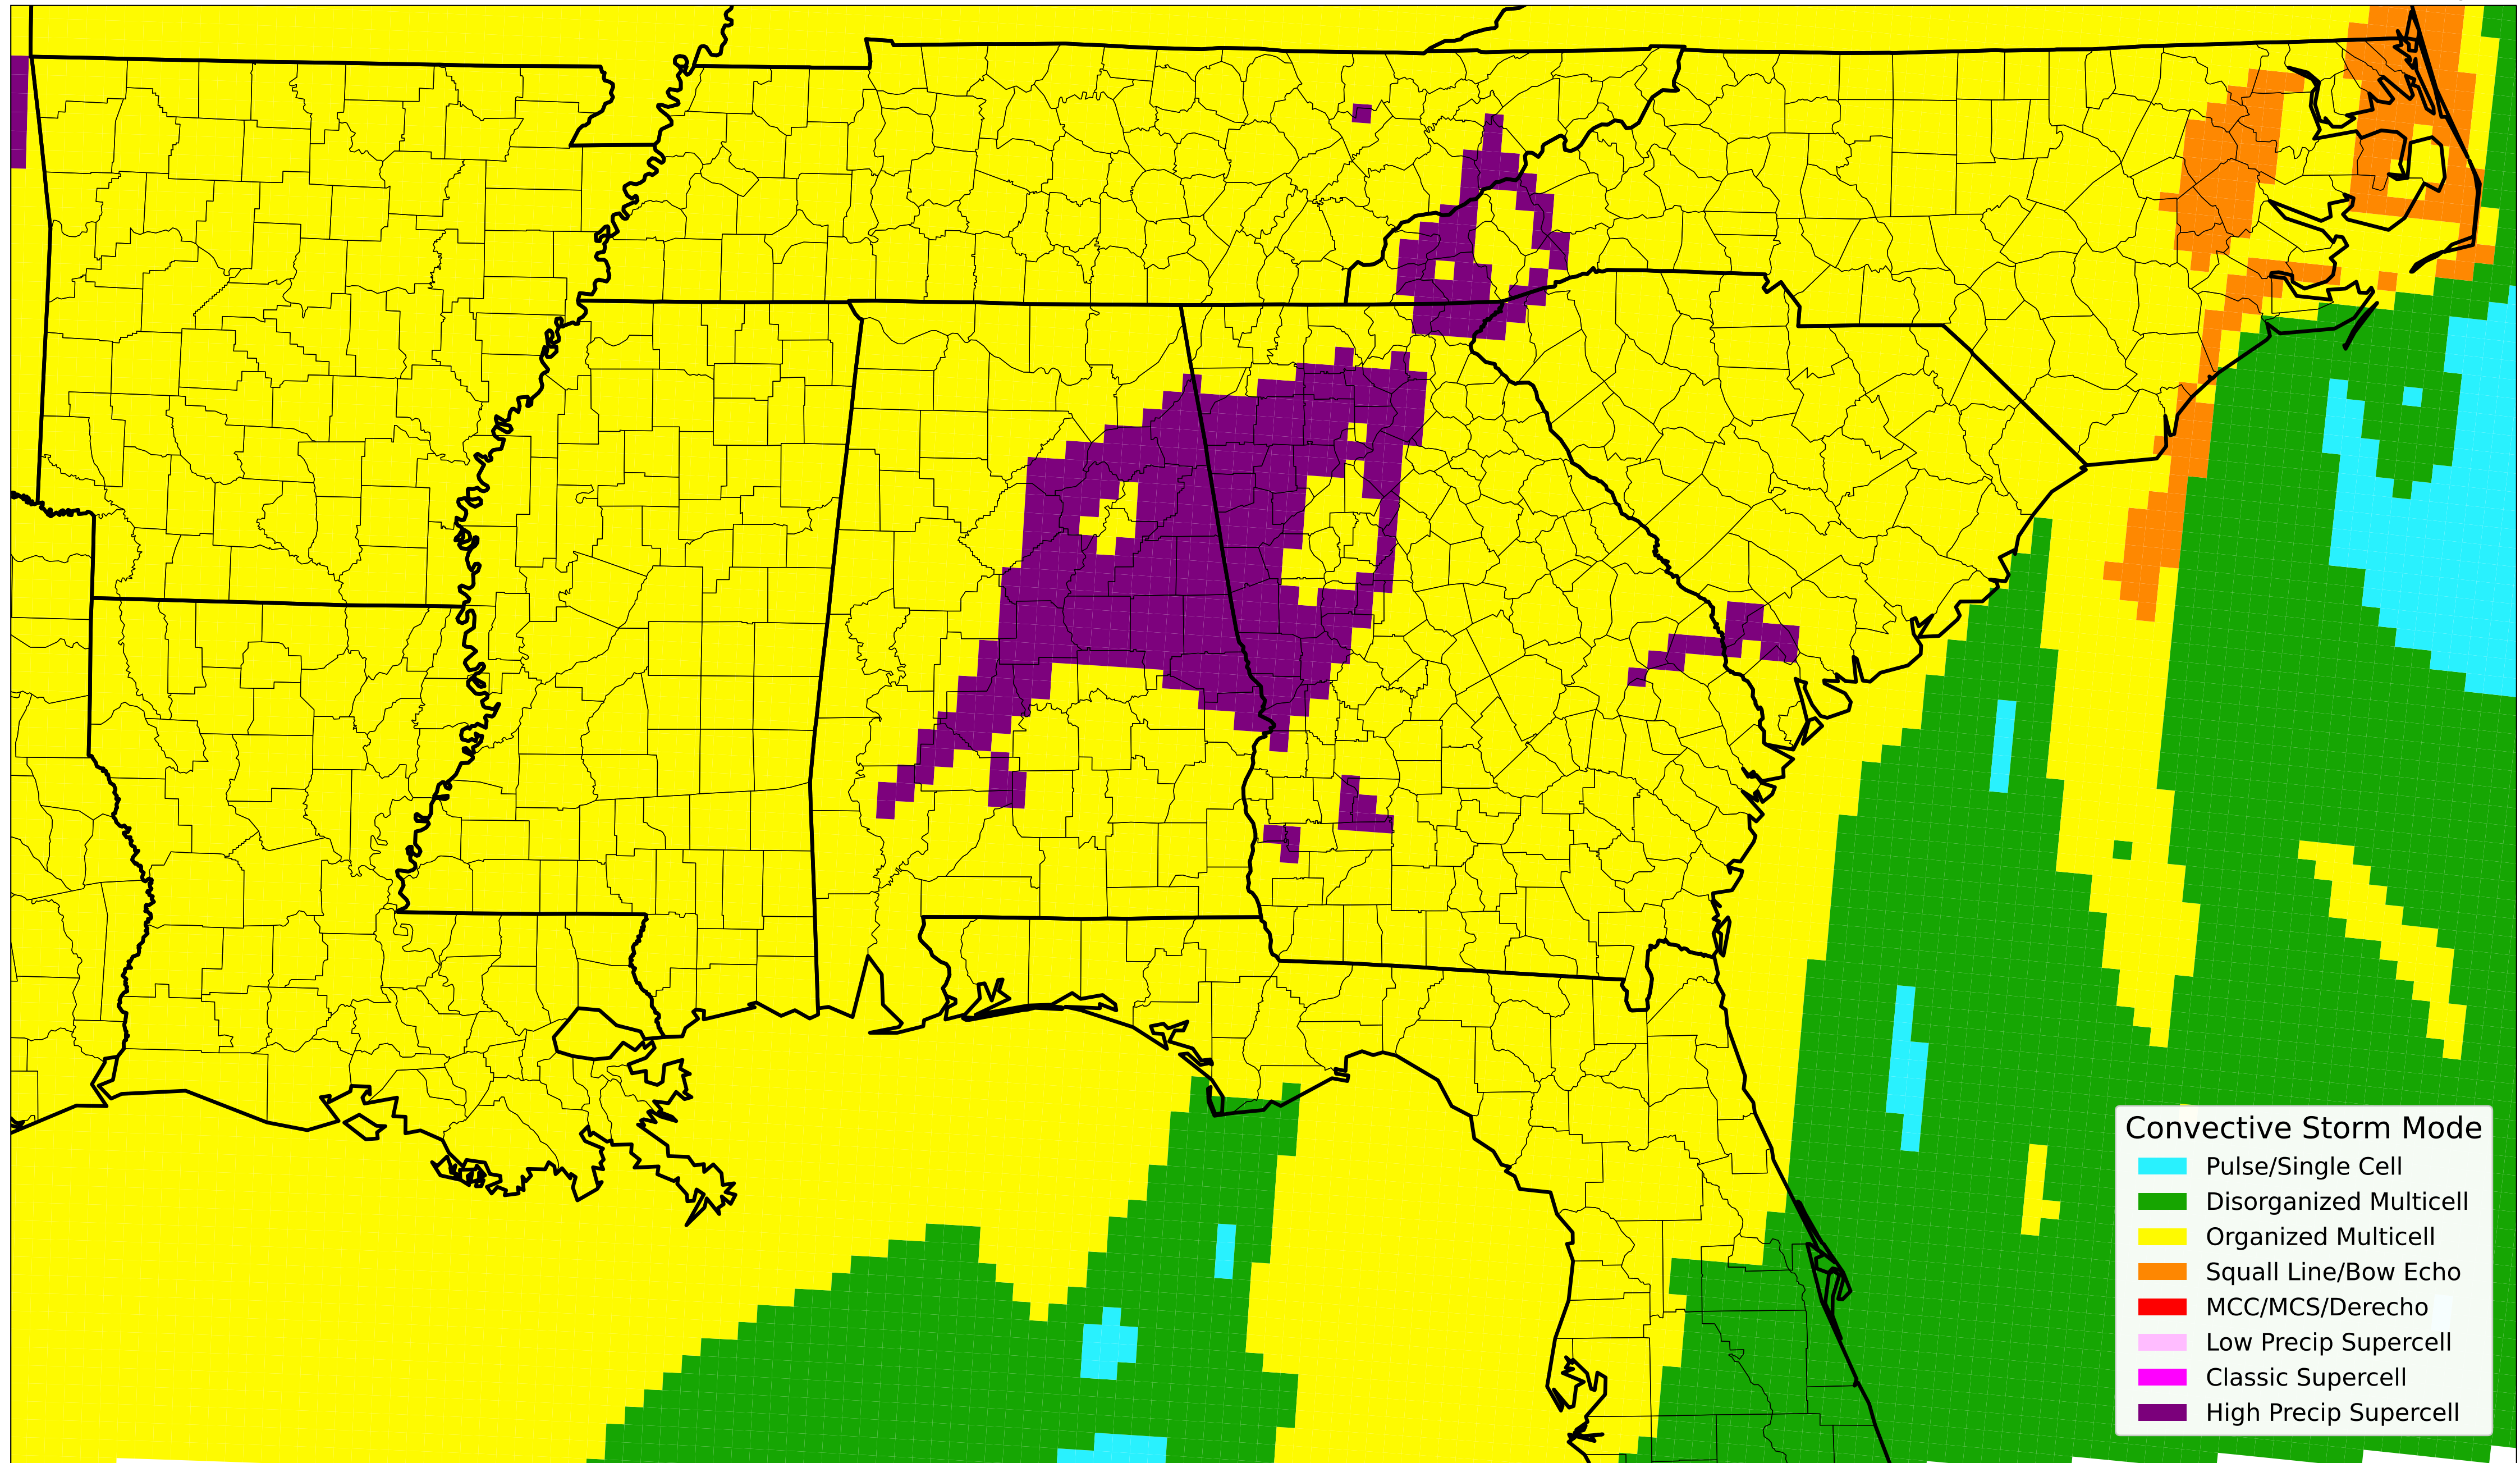 Convective Storm Mode
Pulse/Single Cell
Disorganized Multicell
Organized Multicell
Squall Line/Bow Echo
MCC/MCS/Derecho
Low Precip Supercell
Classic Supercell
High Precip Supercell